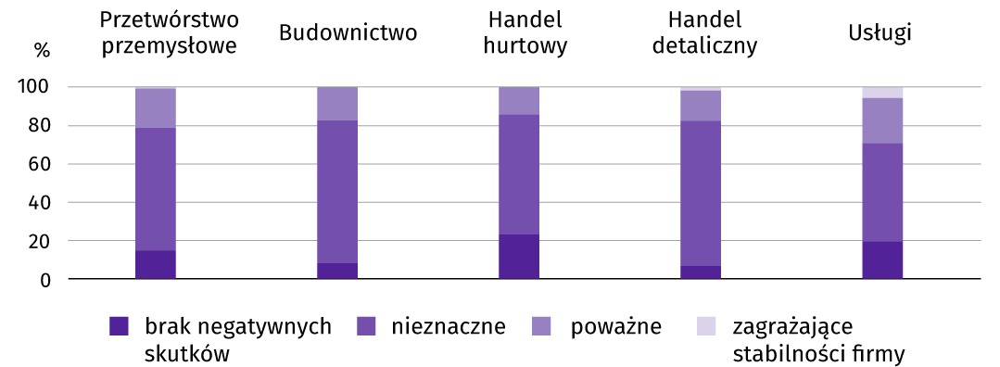 Przetwórstwo
przemysłowe
Budownictwo
Handel
hurtowy
Handel
detaliczny
Usługi
%
100
80
60
40
20
0
brak negatywnych
skutków
nieznaczne
poważne
zagrażające
stabilności firmy